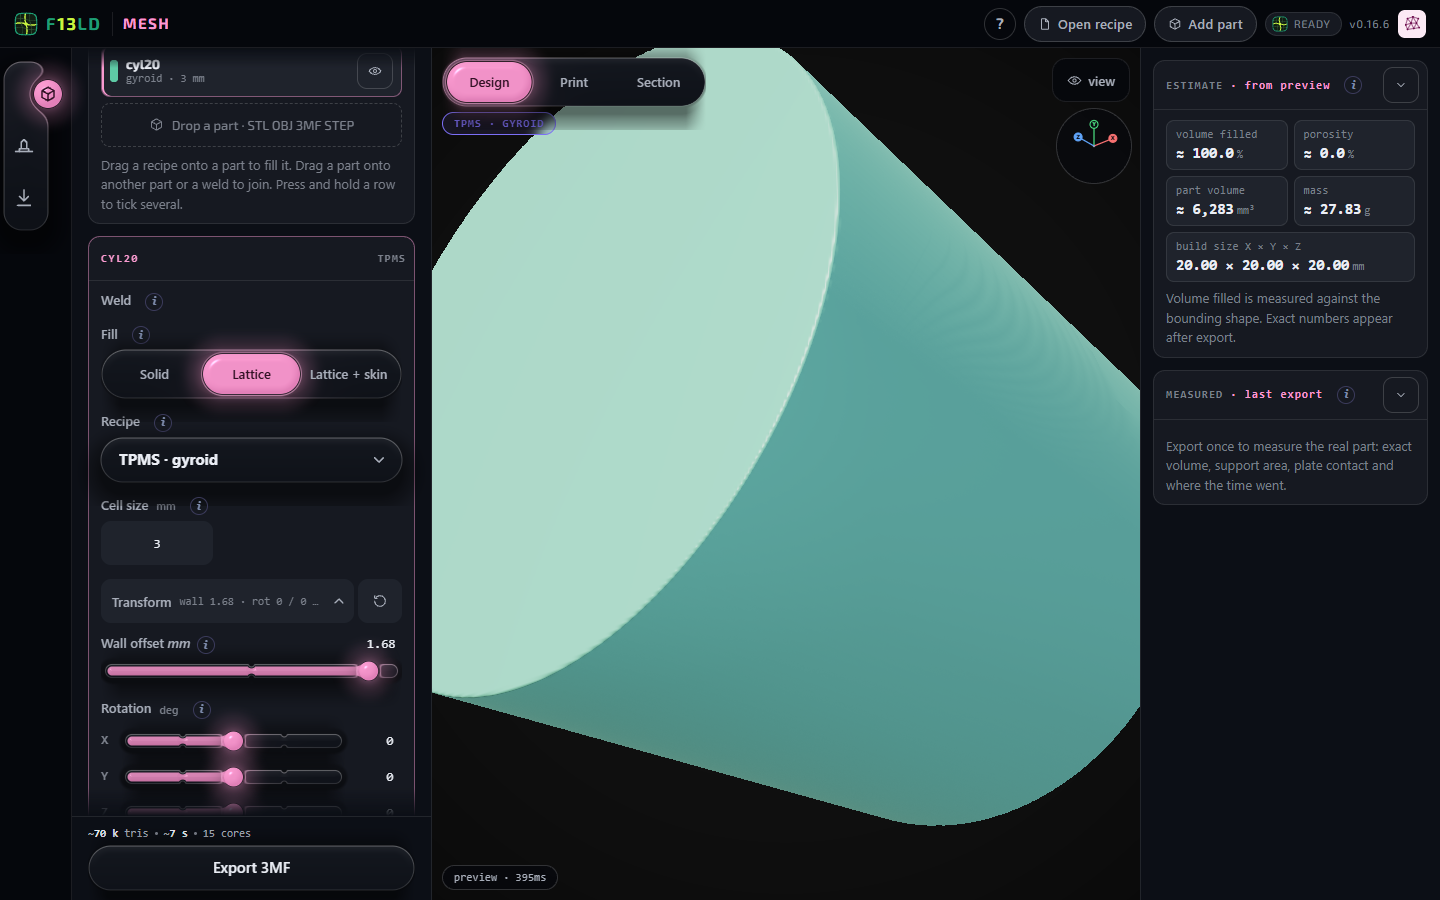 F13LD MESH
? Open recipe Add part READY v0.16.6
cyl20
gyroid · 3 mm
Drop a part · STL OBJ 3MF STEP
Drag a recipe onto a part to fill it. Drag a part onto
another part or a weld to join. Press and hold a row
to tick several.
CYL20 TPMS
Weld i
Fill i
Solid Lattice Lattice + skin
Recipe i
TPMS · gyroid
Cell size mm i
3
Transform wall 1.68 · rot 0 / 0 …
Wall offset mm i 1.68
Rotation deg i
X 0
Y 0
Z 0
~70 k tris • ~7 s • 15 cores
Export 3MF
Design Print Section
TPMS · GYROID
view
Y
Z X
preview · 395ms
ESTIMATE · from preview i
volume filled
≈ 100.0 %
porosity
≈ 0.0 %
part volume
≈ 6,283 mm³
mass
≈ 27.83 g
build size X × Y × Z
20.00 × 20.00 × 20.00 mm
Volume filled is measured against the
bounding shape. Exact numbers appear
after export.
MEASURED · last export i
Export once to measure the real part: exact
volume, support area, plate contact and
where the time went.